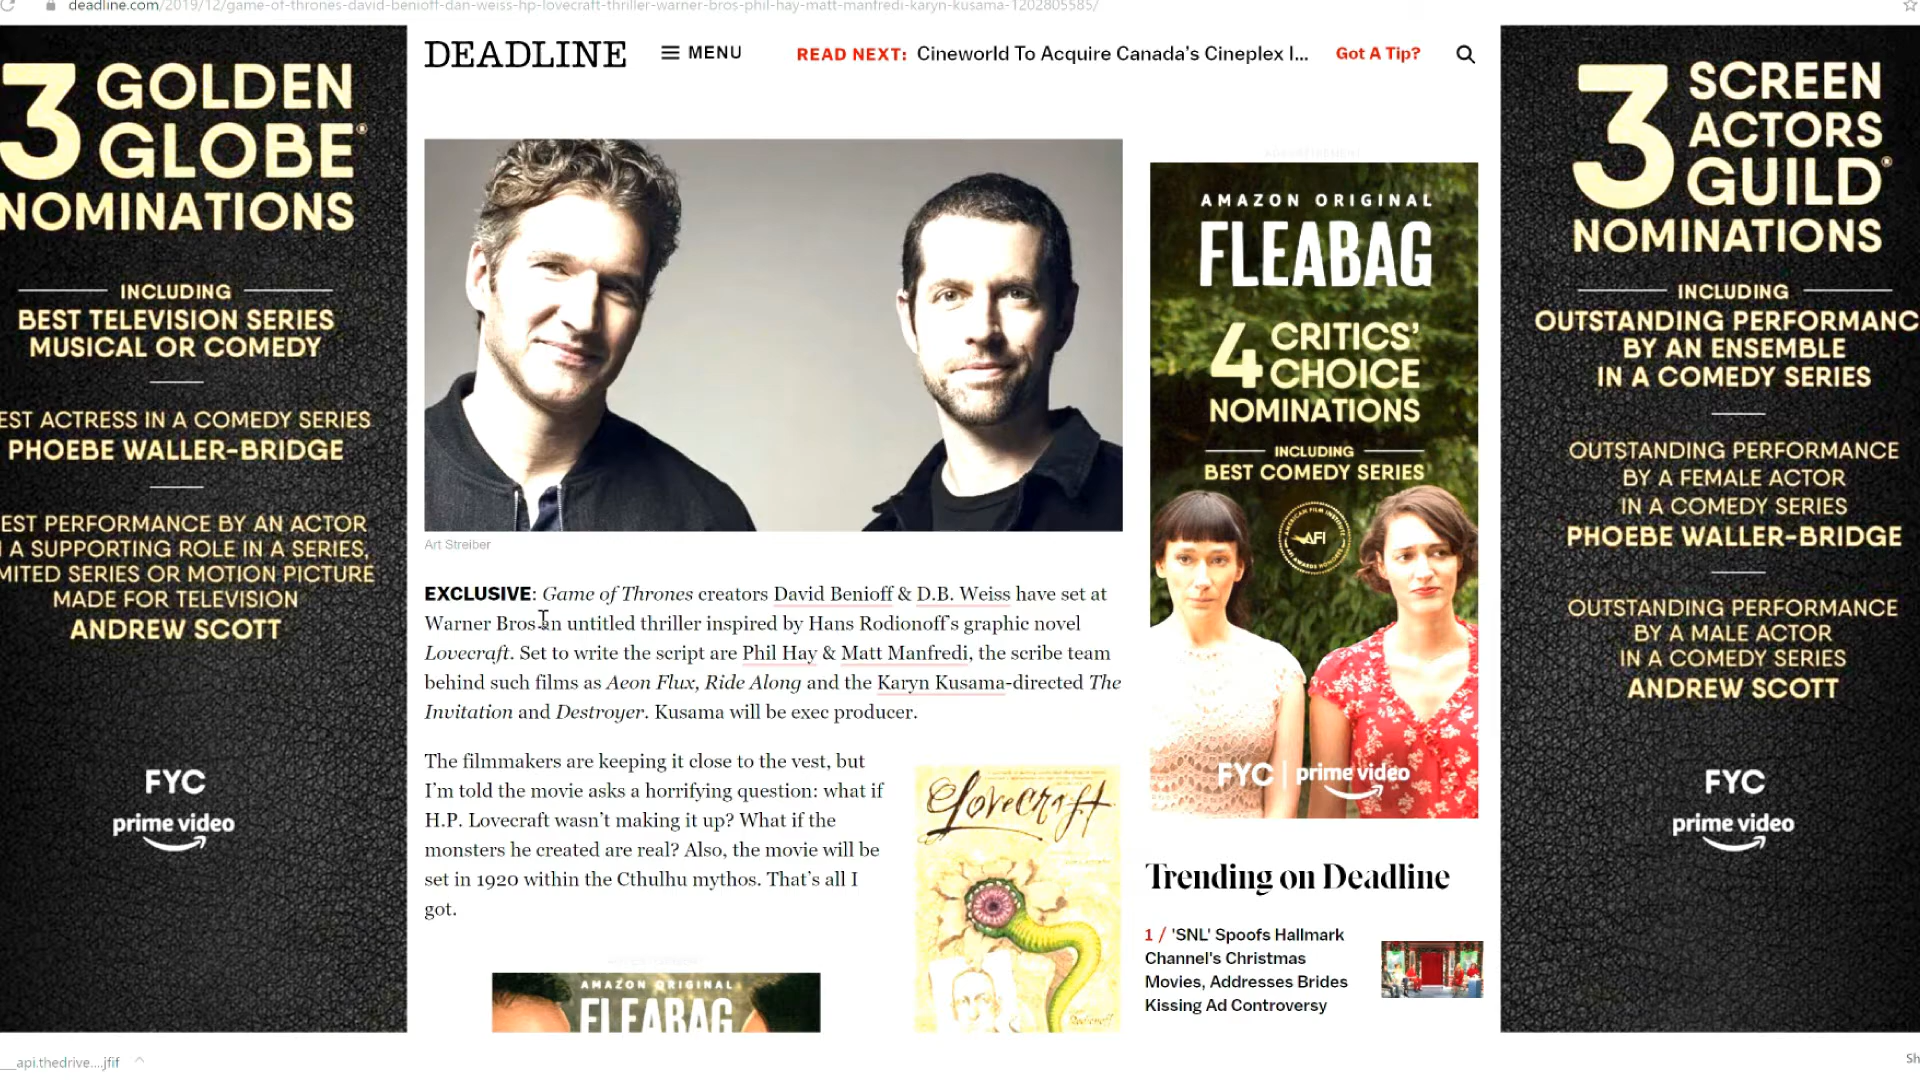 deadline.com/2019/12/game-of-thrones-david-benioff-dan-weiss-hp-lovecraft-thriller-warner-bros-phil-hay-matt-manfredi-karyn-kusama-1202805585/
DEADLINE
MENU
READ NEXT: Cineworld To Acquire Canada's Cineplex I...
Got A Tip?
3 GOLDEN
GLOBE®
NOMINATIONS
INCLUDING
BEST TELEVISION SERIES
MUSICAL OR COMEDY
EST ACTRESS IN A COMEDY SERIES
PHOEBE WALLER-BRIDGE
EST PERFORMANCE BY AN ACTOR
N A SUPPORTING ROLE IN A SERIES,
MITED SERIES OR MOTION PICTURE
MADE FOR TELEVISION
ANDREW SCOTT
FYC
prime video
Art Streiber
EXCLUSIVE: Game of Thrones creators David Benioff & D.B. Weiss have set at
Warner Bros an untitled thriller inspired by Hans Rodionoff's graphic novel
Lovecraft. Set to write the script are Phil Hay & Matt Manfredi, the scribe team
behind such films as Aeon Flux, Ride Along and the Karyn Kusama-directed The
Invitation and Destroyer. Kusama will be exec producer.
The filmmakers are keeping it close to the vest, but
I'm told the movie asks a horrifying question: what if
H.P. Lovecraft wasn't making it up? What if the
monsters he created are real? Also, the movie will be
set in 1920 within the Cthulhu mythos. That's all I
got.
Lovecraft
Rodionoff
ADVERTISEMENT
AMAZON ORIGINAL
FLEABAG
ADVERTISEMENT
AMAZON ORIGINAL
FLEABAG
4 CRITICS'
CHOICE
NOMINATIONS
INCLUDING
BEST COMEDY SERIES
AMERICAN FILM INSTITUTE
AFI
AFI AWARDS HONOREE
FYC | prime video
Trending on Deadline
1 / 'SNL' Spoofs Hallmark
Channel's Christmas
Movies, Addresses Brides
Kissing Ad Controversy
3 SCREEN
ACTORS
GUILD®
NOMINATIONS
INCLUDING
OUTSTANDING PERFORMANC
BY AN ENSEMBLE
IN A COMEDY SERIES
OUTSTANDING PERFORMANCE
BY A FEMALE ACTOR
IN A COMEDY SERIES
PHOEBE WALLER-BRIDGE
OUTSTANDING PERFORMANCE
BY A MALE ACTOR
IN A COMEDY SERIES
ANDREW SCOTT
FYC
prime video
__api.thedrive....jfif
Sh